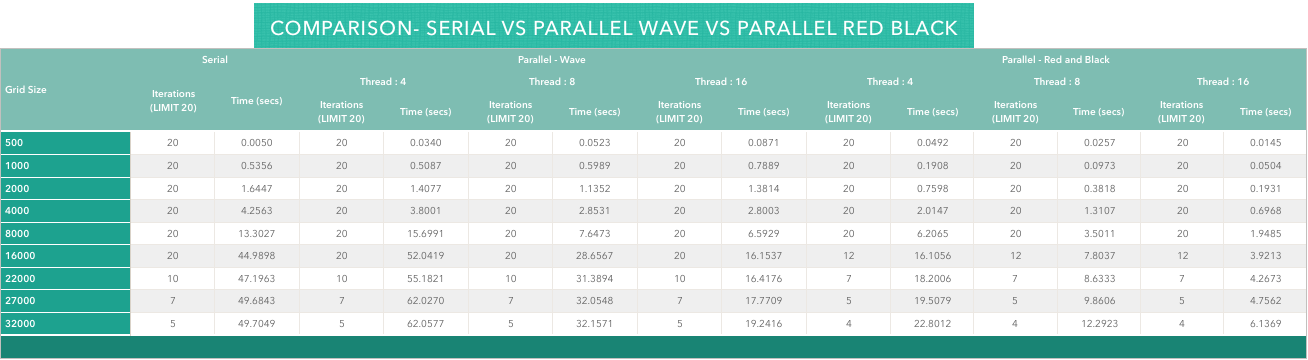 COMPARISON- SERIAL VS PARALLEL WAVE VS PARALLEL RED BLACK
Serial Parallel - Wave Parallel - Red and Black
Grid Size Thread : 4 Thread : 8 Thread : 16 Thread : 4 Thread : 8 Thread : 16
Iterations (LIMIT 20) Time (secs) Iterations (LIMIT 20) Time (secs) Iterations (LIMIT 20) Time (secs) Iterations (LIMIT 20) Time (secs) Iterations (LIMIT 20) Time (secs) Iterations (LIMIT 20) Time (secs) Iterations (LIMIT 20) Time (secs)
500 20 0.0050 20 0.0340 20 0.0523 20 0.0871 20 0.0492 20 0.0257 20 0.0145
1000 20 0.5356 20 0.5087 20 0.5989 20 0.7889 20 0.1908 20 0.0973 20 0.0504
2000 20 1.6447 20 1.4077 20 1.1352 20 1.3814 20 0.7598 20 0.3818 20 0.1931
4000 20 4.2563 20 3.8001 20 2.8531 20 2.8003 20 2.0147 20 1.3107 20 0.6968
8000 20 13.3027 20 15.6991 20 7.6473 20 6.5929 20 6.2065 20 3.5011 20 1.9485
16000 20 44.9898 20 52.0419 20 28.6567 20 16.1537 12 16.1056 12 7.8037 12 3.9213
22000 10 47.1963 10 55.1821 10 31.3894 10 16.4176 7 18.2006 7 8.6333 7 4.2673
27000 7 49.6843 7 62.0270 7 32.0548 7 17.7709 5 19.5079 5 9.8606 5 4.7562
32000 5 49.7049 5 62.0577 5 32.1571 5 19.2416 4 22.8012 4 12.2923 4 6.1369